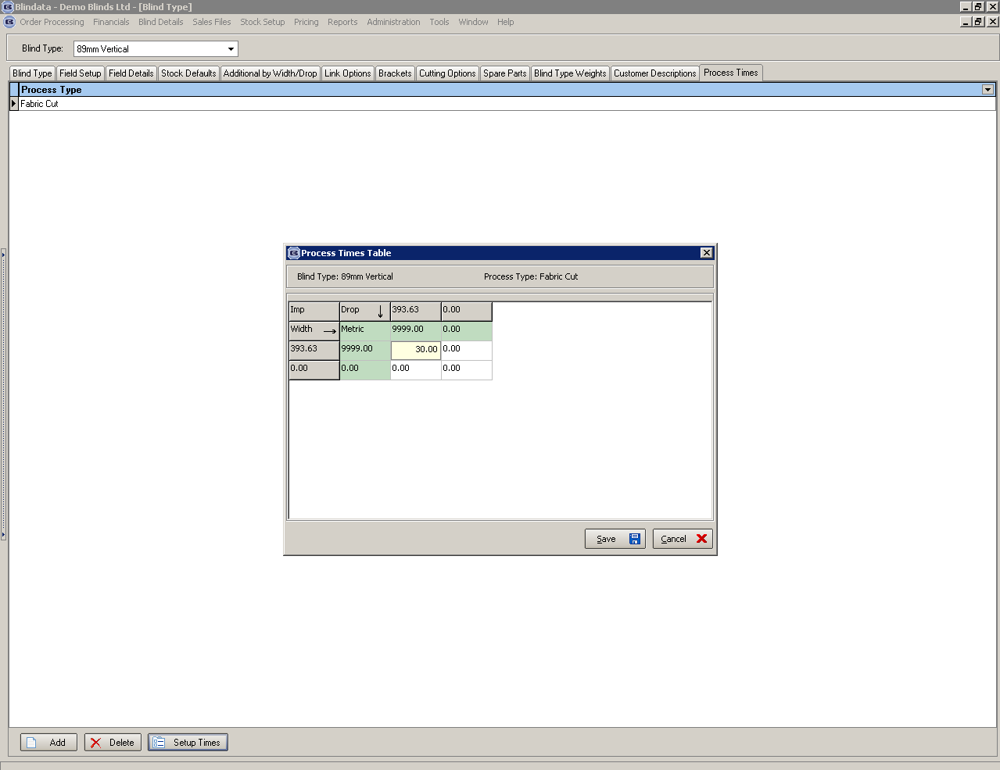 Blindata - Demo Blinds Ltd - [Blind Type]
Order Processing Financials Blind Details Sales Files Stock Setup Pricing Reports Administration Tools Window Help
Blind Type: 89mm Vertical
Blind Type Field Setup Field Details Stock Defaults Additional by Width/Drop Link Options Brackets Cutting Options Spare Parts Blind Type Weights Customer Descriptions Process Times
Process Type
Fabric Cut
Process Times Table
Blind Type: 89mm Vertical Process Type: Fabric Cut
Imp Drop 393.63 0.00
Width Metric 9999.00 0.00
393.63 9999.00 30.00 0.00
0.00 0.00 0.00 0.00
Save Cancel
Add Delete Setup Times